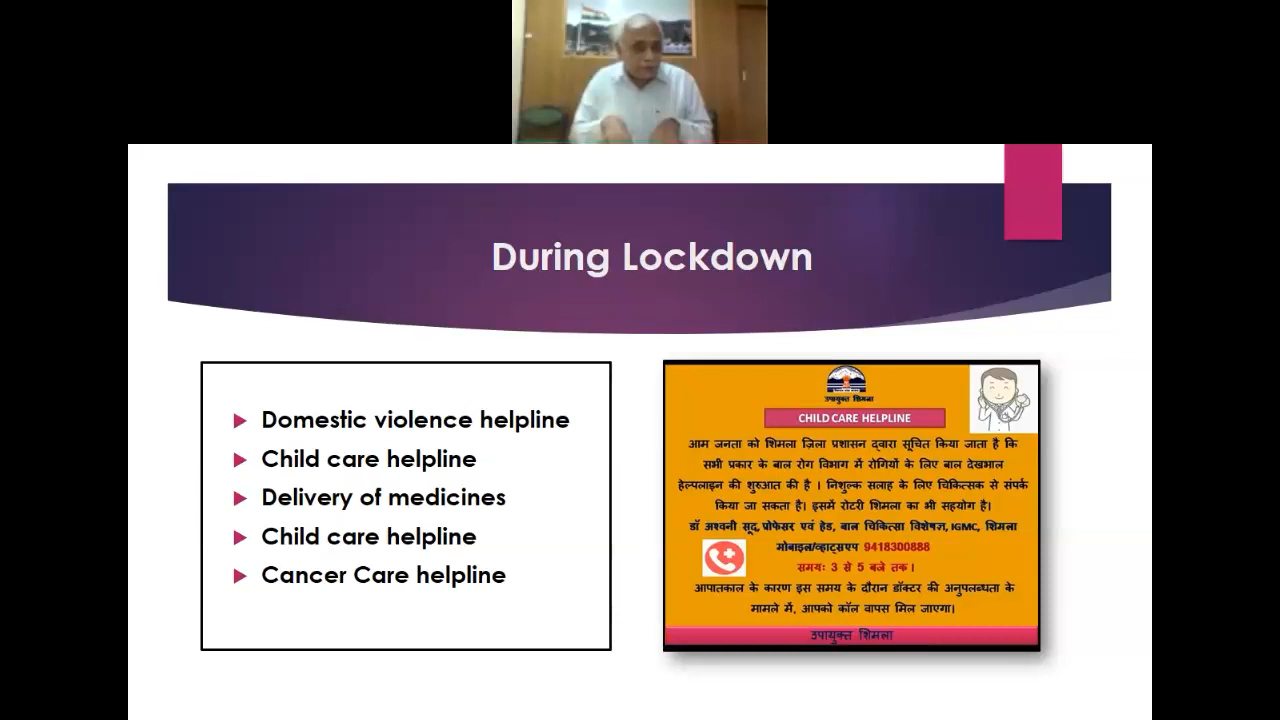 During Lockdown
Domestic violence helpline
Child care helpline
Delivery of medicines
Child care helpline
Cancer Care helpline
उपायुक्त शिमला
CHILD CARE HELPLINE
आम जनता को शिमला ज़िला प्रशासन द्वारा सूचित किया जाता है कि
सभी प्रकार के बाल रोग विभाग में रोगियों के लिए बाल देखभाल
हेल्पलाइन की शुरुआत की है । निशुल्क सलाह के लिए चिकित्सक से संपर्क
किया जा सकता है। इसमें रोटरी शिमला का भी सहयोग है।
डॉ अश्वनी सूद, प्रोफेसर एवं हेड, बाल चिकित्सा विशेषज्ञ, IGMC, शिमला
मोबाइल/व्हाट्सएप 9418300888
समयः 3 से 5 बजे तक ।
आपातकाल के कारण इस समय के दौरान डॉक्टर की अनुपलब्धता के
मामले में, आपको कॉल वापस मिल जाएगा।
उपायुक्त शिमला